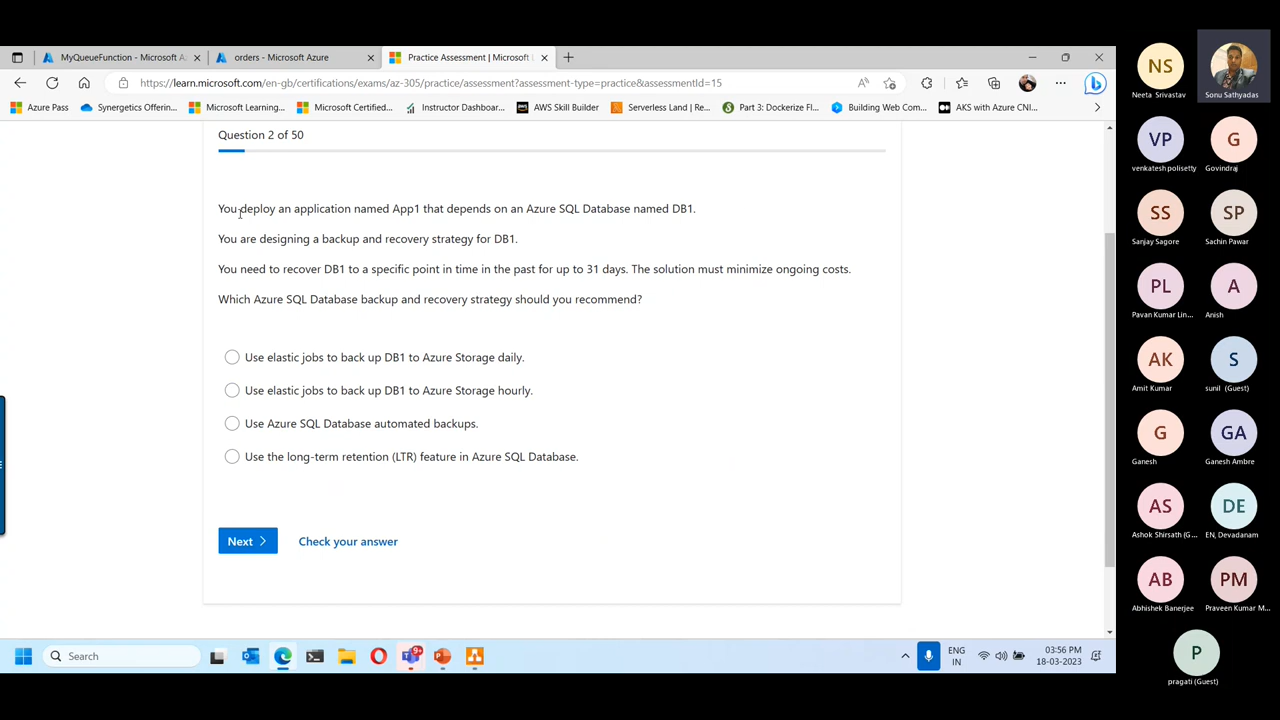 MyQueueFunction - Microsoft A
orders - Microsoft Azure
Practice Assessment | Microsoft
https://learn.microsoft.com/en-gb/certifications/exams/az-305/practice/assessment?assessment-type=practice&assessmentId=15
Azure Pass
Synergetics Offerin...
Microsoft Learning...
Microsoft Certified...
Instructor Dashboar...
AWS Skill Builder
Serverless Land | Re...
Part 3: Dockerize Fl...
Building Web Com...
AKS with Azure CNI...
Question 2 of 50
You deploy an application named App1 that depends on an Azure SQL Database named DB1.
You are designing a backup and recovery strategy for DB1.
You need to recover DB1 to a specific point in time in the past for up to 31 days. The solution must minimize ongoing costs.
Which Azure SQL Database backup and recovery strategy should you recommend?
Use elastic jobs to back up DB1 to Azure Storage daily.
Use elastic jobs to back up DB1 to Azure Storage hourly.
Use Azure SQL Database automated backups.
Use the long-term retention (LTR) feature in Azure SQL Database.
Next
Check your answer
Search
9+
ENG
IN
03:56 PM
18-03-2023
NS
Neeta Srivastav
Sonu Sathyadas
VP
venkatesh polisetty
G
Govindraj
SS
Sanjay Sagore
SP
Sachin Pawar
PL
Pavan Kumar Lin...
A
Anish
AK
Amit Kumar
S
sunil (Guest)
G
Ganesh
GA
Ganesh Ambre
AS
Ashok Shirsath (G...
DE
EN, Devadanam
AB
Abhishek Banerjee
PM
Praveen Kumar M...
P
pragati (Guest)